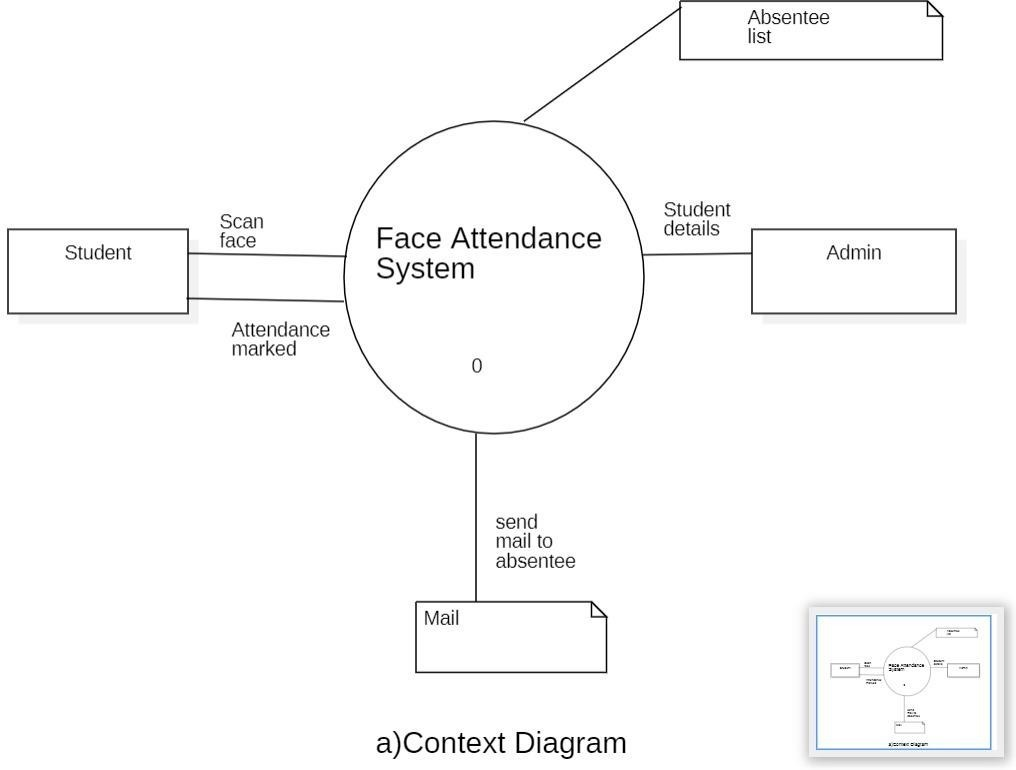 Absentee
list
Scan
face
Student
details
Student
Face Attendance
System
Admin
Attendance
marked
0
send
mail to
absentee
Mail
a)Context Diagram